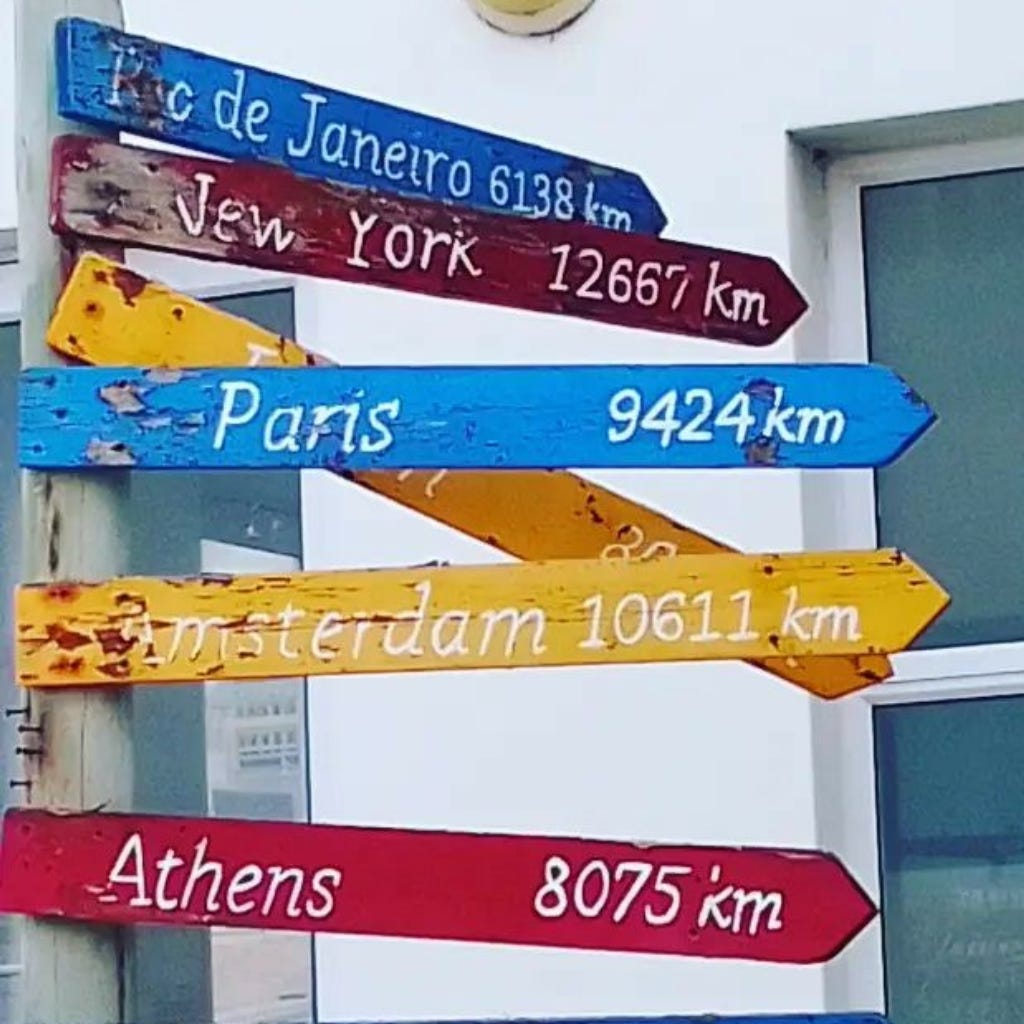 Rio de Janeiro 6138 km
New York 12667 km
Paris 9424 km
Amsterdam 10611 km
Athens 8075 km